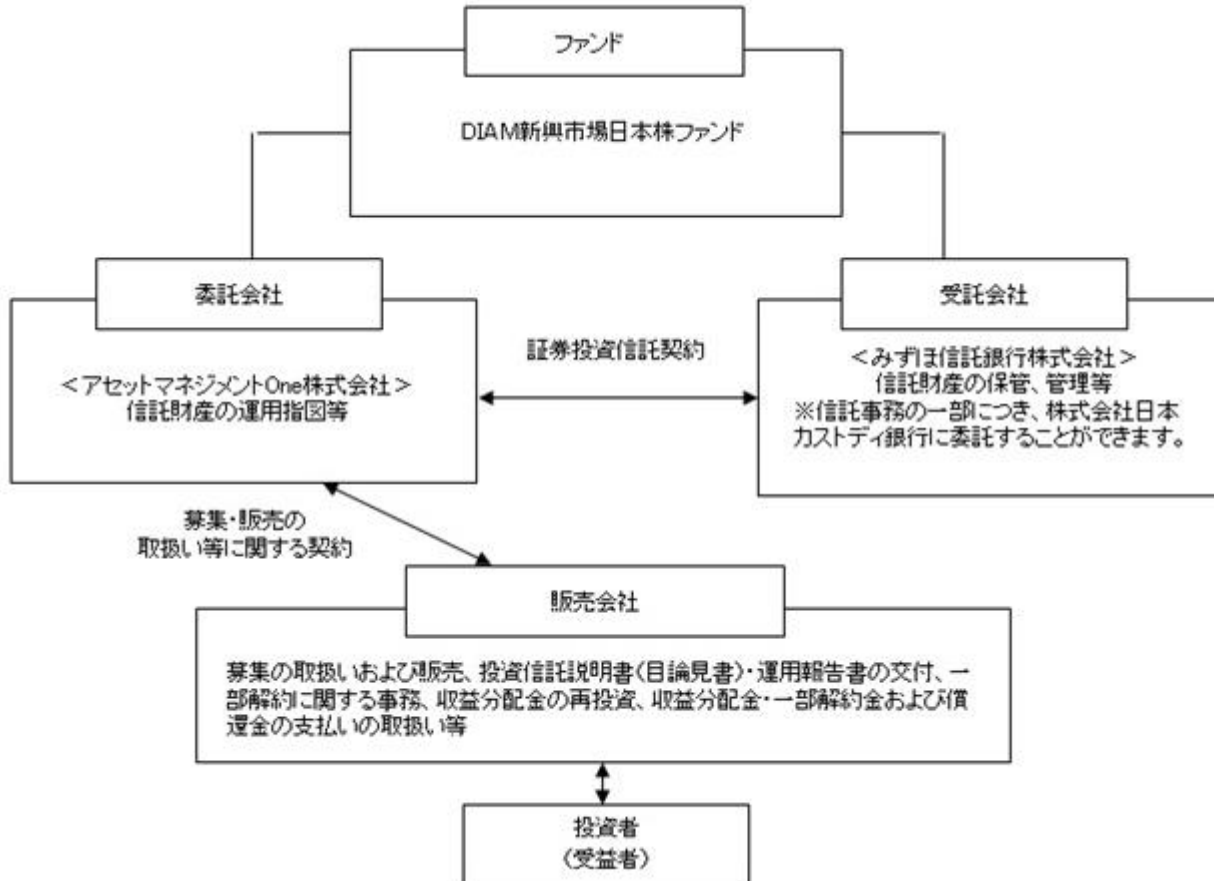 ファンド
DIAM新興市場日本株ファンド
委託会社
受託会社
<アセットマネジメントOne株式会社>
信託財産の運用指図等
証券投資信託契約
<みずほ信託銀行株式会社>
信託財産の保管、管理等
※信託事務の一部につき、株式会社日本
カストディ銀行に委託することができます。
募集・販売の
取扱い等に関する契約
販売会社
募集の取扱いおよび販売、投資信託説明書(目論見書)・運用報告書の交付、一
部解約に関する事務、収益分配金の再投資、収益分配金・一部解約金および償
還金の支払いの取扱い等
投資者
(受益者)